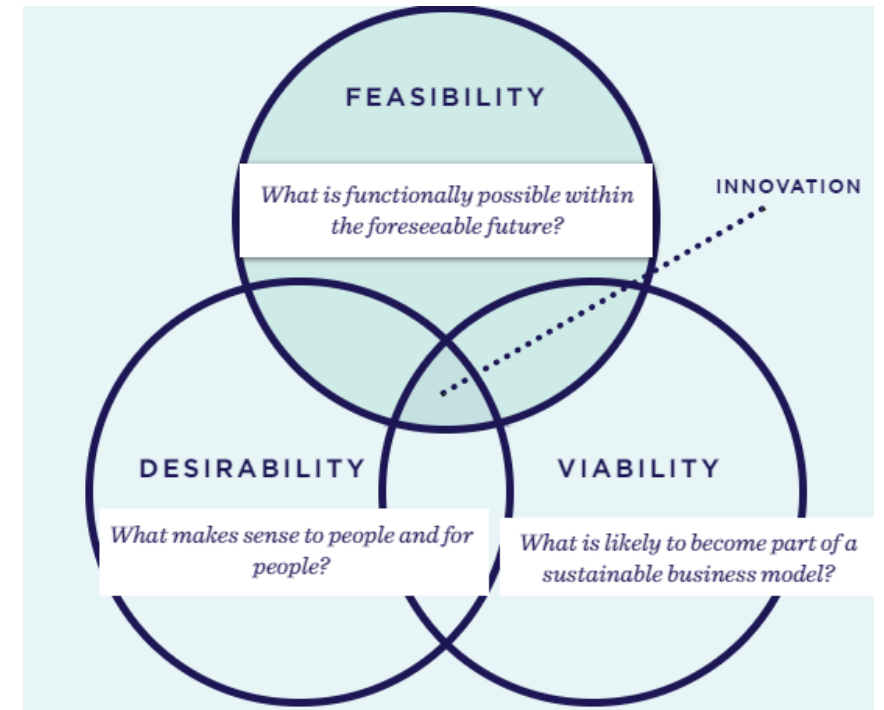 FEASIBILITY
What is functionally possible within
the foreseeable future?
INNOVATION
DESIRABILITY
What makes sense to people and for
people?
VIABILITY
What is likely to become part of a
sustainable business model?